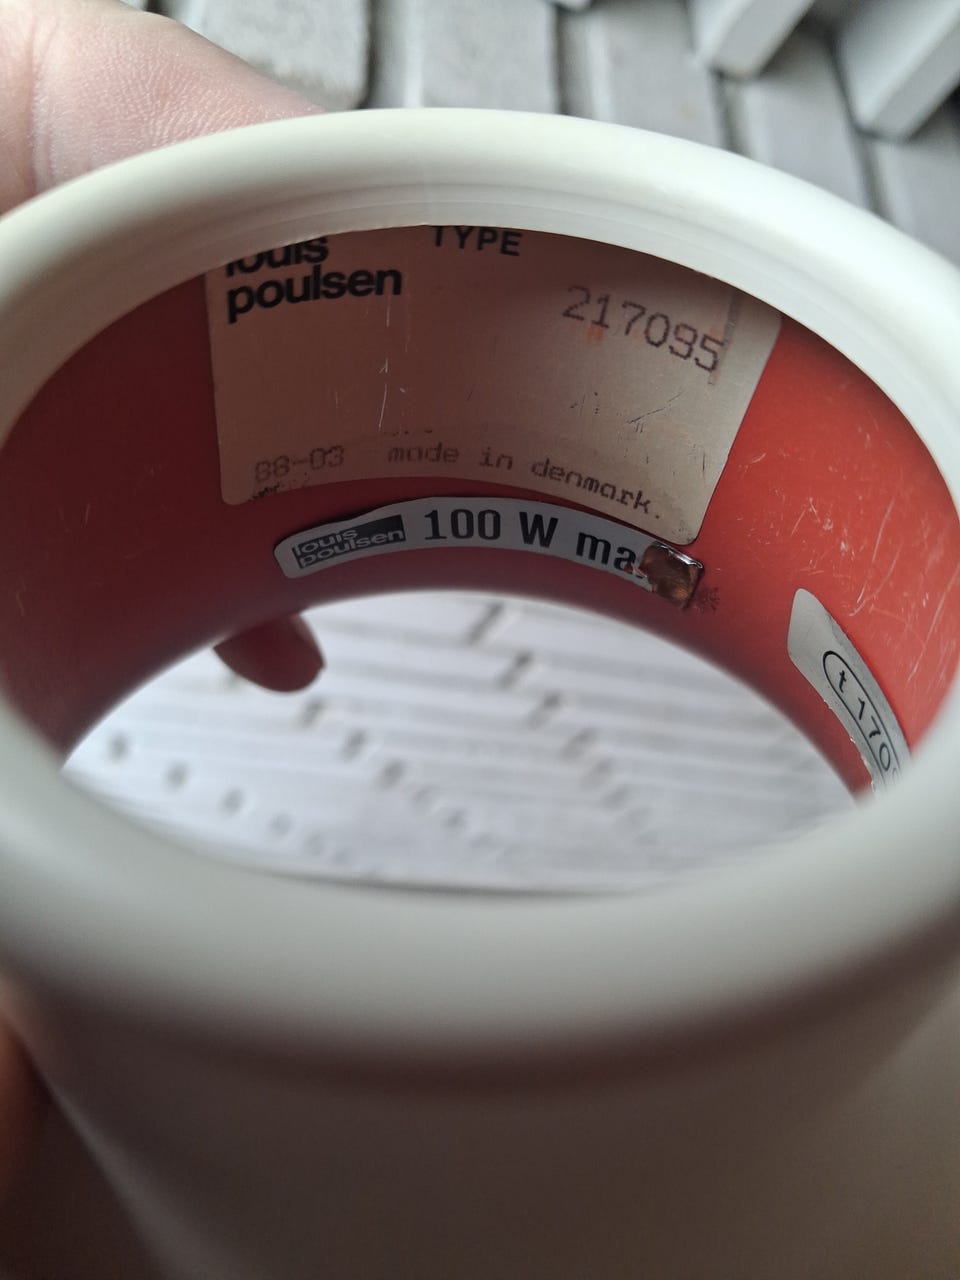 louis
poulsen
TYPE
217095
88-03 made in denmark.
louis
poulsen
100 W ma
t 170